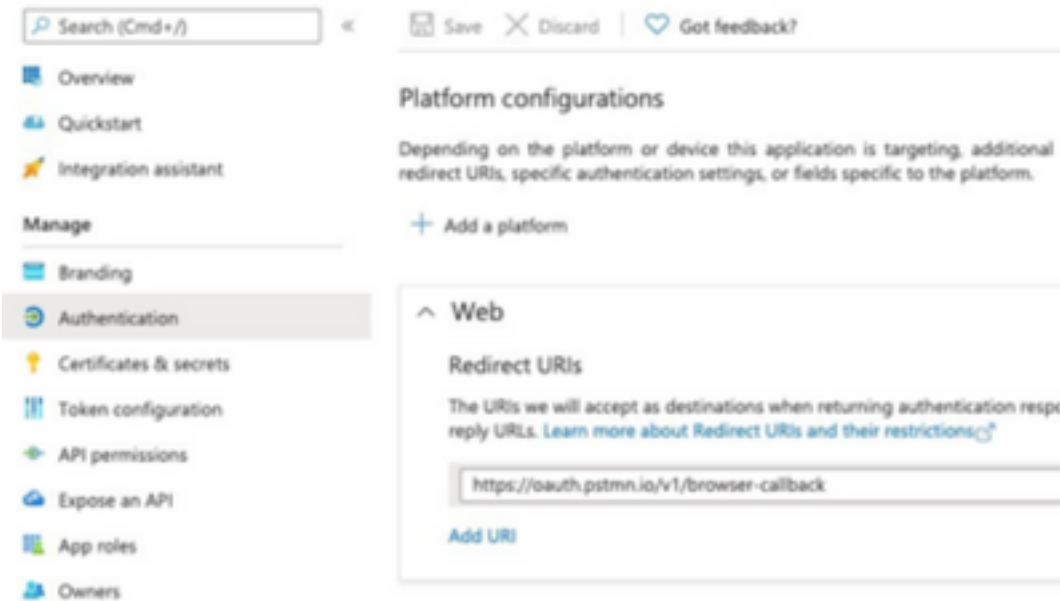 Search (Cmd+/)
Overview
Quickstart
Integration assistant
Manage
Branding
Authentication
Certificates & secrets
Token configuration
API permissions
Expose an API
App roles
Owners
Save Discard Got feedback?
Platform configurations
Depending on the platform or device this application is targeting, additional
redirect URIs, specific authentication settings, or fields specific to the platform.
Add a platform
Web
Redirect URIs
The URIs we will accept as destinations when returning authentication respo
reply URLs. Learn more about Redirect URIs and their restrictions
https://oauth.pstmn.io/v1/browser-callback
Add URI